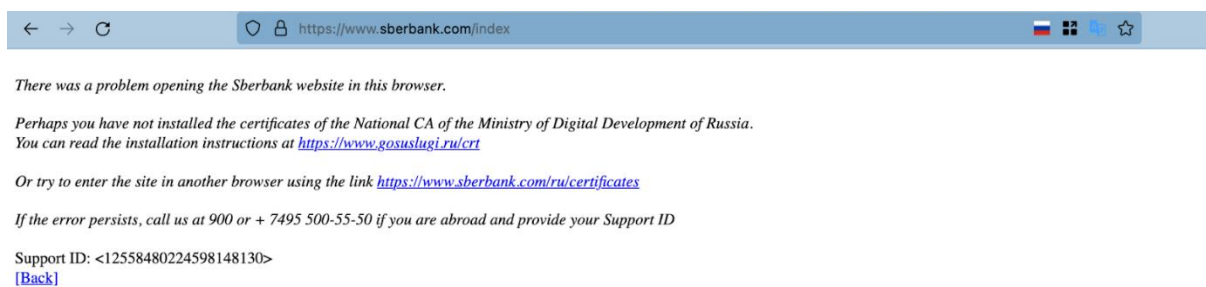 https://www.sberbank.com/index
There was a problem opening the Sberbank website in this browser.
Perhaps you have not installed the certificates of the National CA of the Ministry of Digital Development of Russia.
You can read the installation instructions at https://www.gosuslugi.ru/crt
Or try to enter the site in another browser using the link https://www.sberbank.com/ru/certificates
If the error persists, call us at 900 or + 7495 500-55-50 if you are abroad and provide your Support ID
Support ID: <12558480224598148130>
[Back]